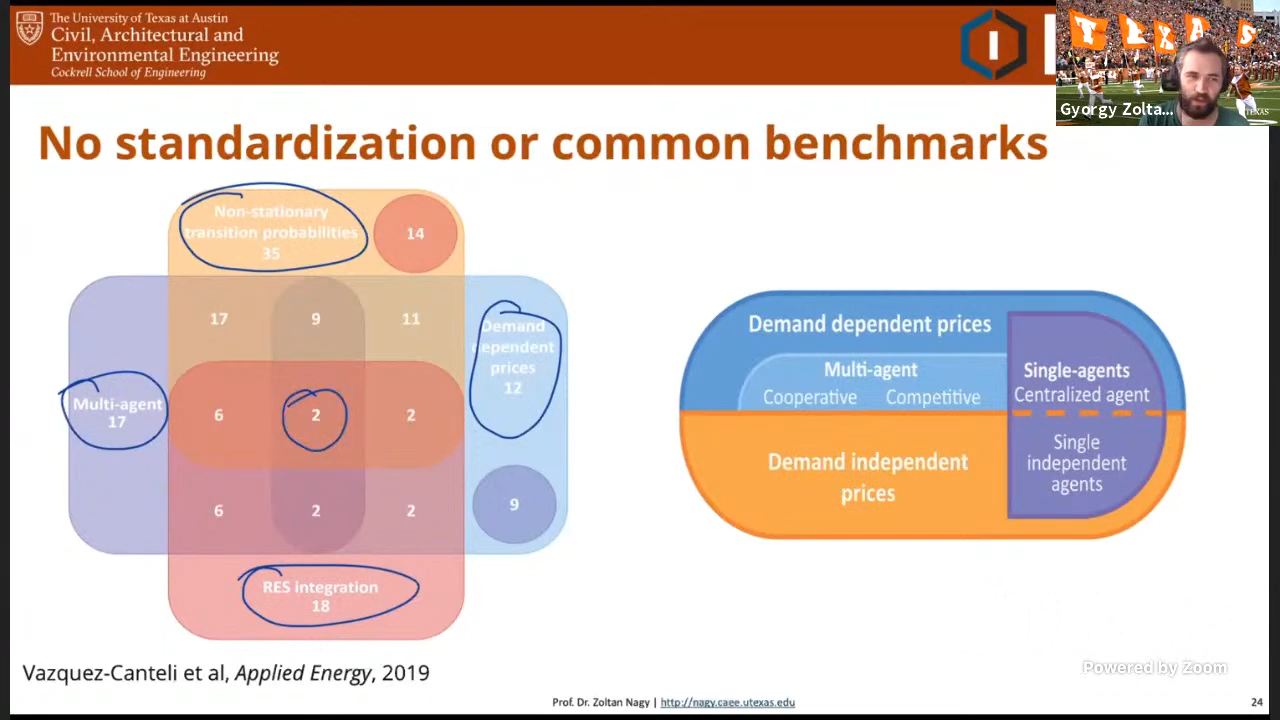 The University of Texas at Austin
Civil, Architectural and
Environmental Engineering
Cockrell School of Engineering
I
TEXAS
Gyorgy Zolta...
TEXAS
No standardization or common benchmarks
Non-stationary
transition probabilities
35
14
17
9
11
Demand
dependent
prices
12
Multi-agent
17
6
2
2
6
2
2
9
RES integration
18
Demand dependent prices
Multi-agent
Cooperative Competitive
Single-agents
Centralized agent
Demand independent
prices
Single
independent
agents
Vazquez-Canteli et al, Applied Energy, 2019
Powered by Zoom
Prof. Dr. Zoltan Nagy | http://nagy.caee.utexas.edu
24